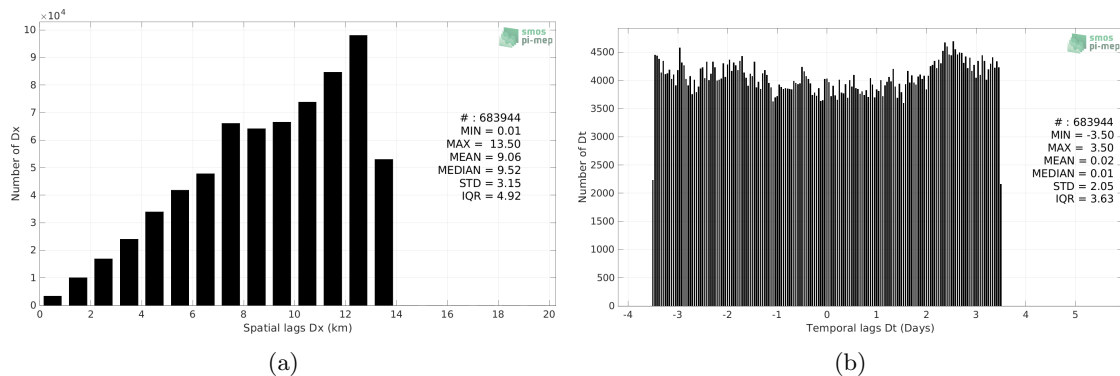 ×10⁴
10
9
8
7
6
5
4
3
2
1
0
Number of Dx
0 2 4 6 8 10 12 14 16 18 20
Spatial lags Dx (km)
smos
pi-mep
# : 683944
MIN = 0.01
MAX = 13.50
MEAN = 9.06
MEDIAN = 9.52
STD = 3.15
IQR = 4.92
(a)
4500
4000
3500
3000
2500
2000
1500
1000
500
0
Number of Dt
-4 -3 -2 -1 0 1 2 3 4 5
Temporal lags Dt (Days)
smos
pi-mep
# : 683944
MIN = -3.50
MAX = 3.50
MEAN = 0.02
MEDIAN = 0.01
STD = 2.05
IQR = 3.63
(b)